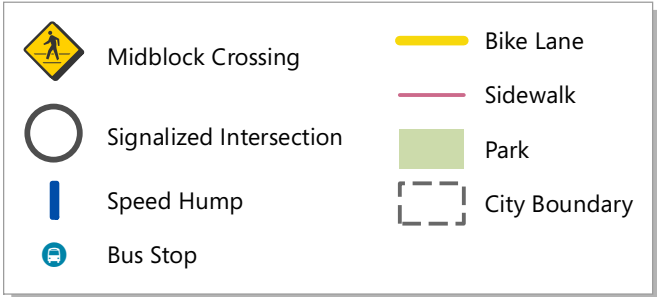 Midblock Crossing
Signalized Intersection
Speed Hump
Bus Stop
Bike Lane
Sidewalk
Park
City Boundary